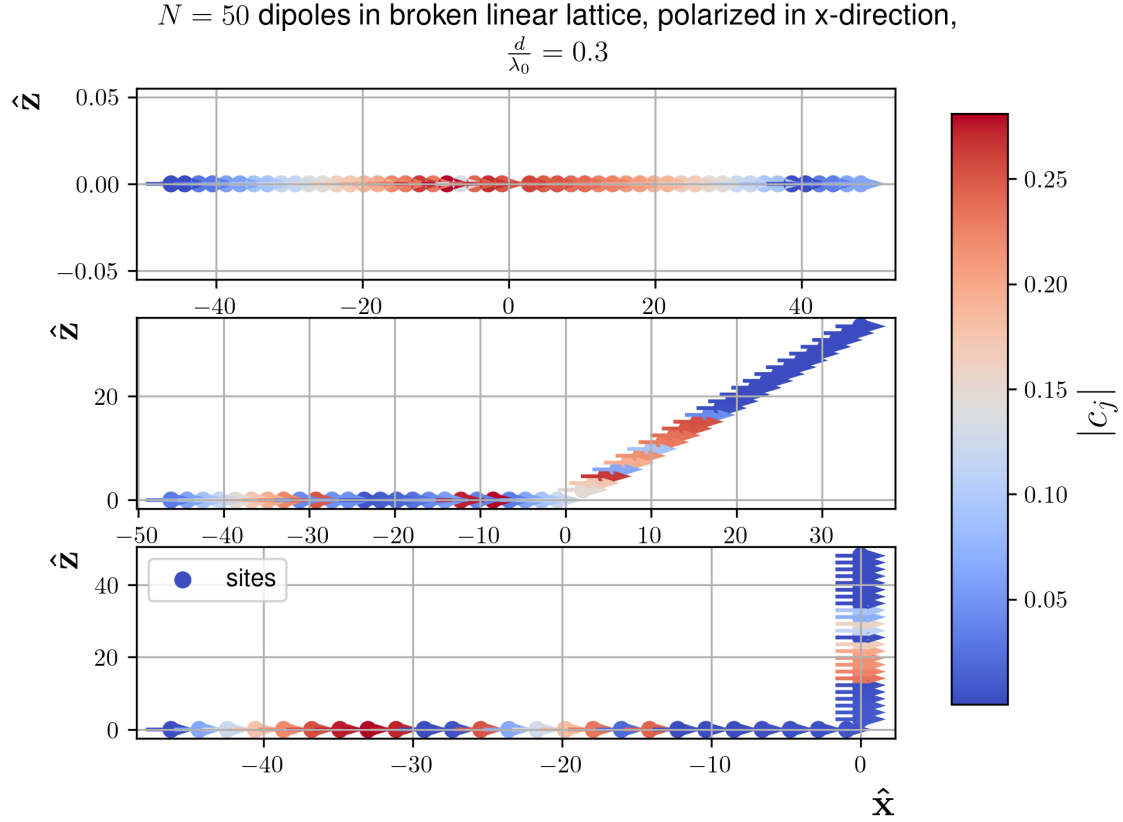 N = 50 dipoles in broken linear lattice, polarized in x-direction,
d/λ₀ = 0.3
ẑ
0.05
0.00
−0.05
−40 −20 0 20 40
ẑ
20
0
−50 −40 −30 −20 −10 0 10 20 30
ẑ
sites
40
20
0
−40 −30 −20 −10 0
x̂
0.25
0.20
0.15
0.10
0.05
|c_j|